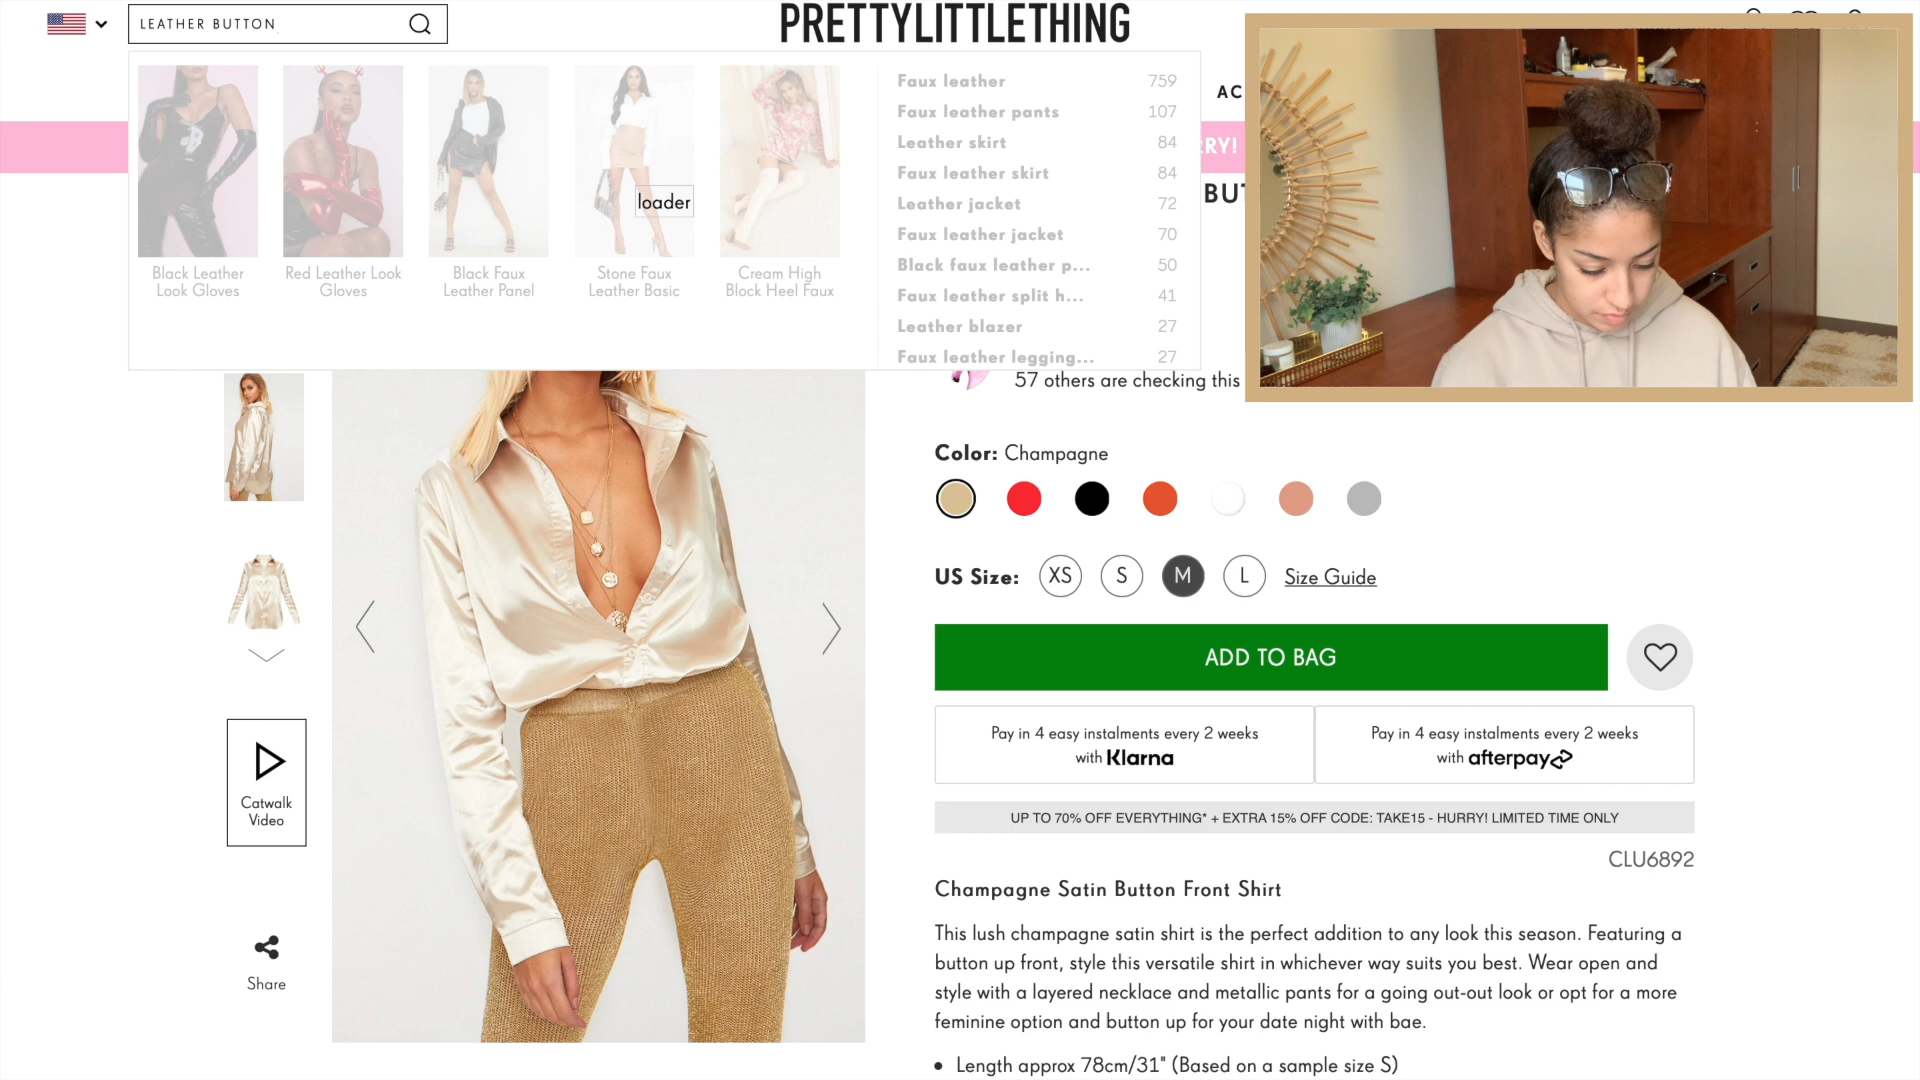 LEATHER BUTTON
PRETTYLITTLETHING
Black Leather
Look Gloves
Red Leather Look
Gloves
Black Faux
Leather Panel
Stone Faux
Leather Basic
Cream High
Block Heel Faux
loader
Faux leather 759
Faux leather pants 107
Leather skirt 84
Faux leather skirt 84
Leather jacket 72
Faux leather jacket 70
Black faux leather p... 50
Faux leather split h... 41
Leather blazer 27
Faux leather legging... 27
AC
RRY!
BUT
57 others are checking this
Color: Champagne
US Size: XS S M L Size Guide
ADD TO BAG
Pay in 4 easy instalments every 2 weeks
with Klarna
Pay in 4 easy instalments every 2 weeks
with afterpay
UP TO 70% OFF EVERYTHING* + EXTRA 15% OFF CODE: TAKE15 - HURRY! LIMITED TIME ONLY
CLU6892
Champagne Satin Button Front Shirt
This lush champagne satin shirt is the perfect addition to any look this season. Featuring a
button up front, style this versatile shirt in whichever way suits you best. Wear open and
style with a layered necklace and metallic pants for a going out-out look or opt for a more
feminine option and button up for your date night with bae.
• Length approx 78cm/31" (Based on a sample size S)
Catwalk
Video
Share